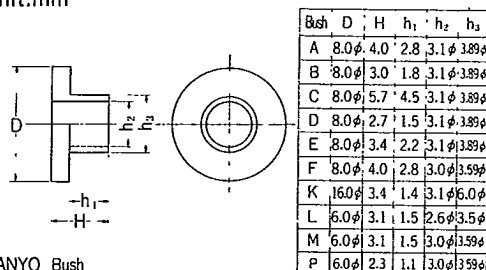 D
h₁
H
h₂
h₃
ANYO Bush
Bush D H h₁ h₂ h₃
A 8.0φ 4.0 2.8 3.1φ 3.89φ
B 8.0φ 3.0 1.8 3.1φ 3.89φ
C 8.0φ 5.7 4.5 3.1φ 3.89φ
D 8.0φ 2.7 1.5 3.1φ 3.89φ
E 8.0φ 3.4 2.2 3.1φ 3.89φ
F 8.0φ 4.0 2.8 3.0φ 3.59φ
K 16.0φ 3.4 1.4 3.1φ 6.0φ
L 6.0φ 3.1 1.5 2.6φ 3.5φ
M 6.0φ 3.1 1.5 3.0φ 3.59φ
P 6.0φ 2.3 1.1 3.0φ 3.59φ